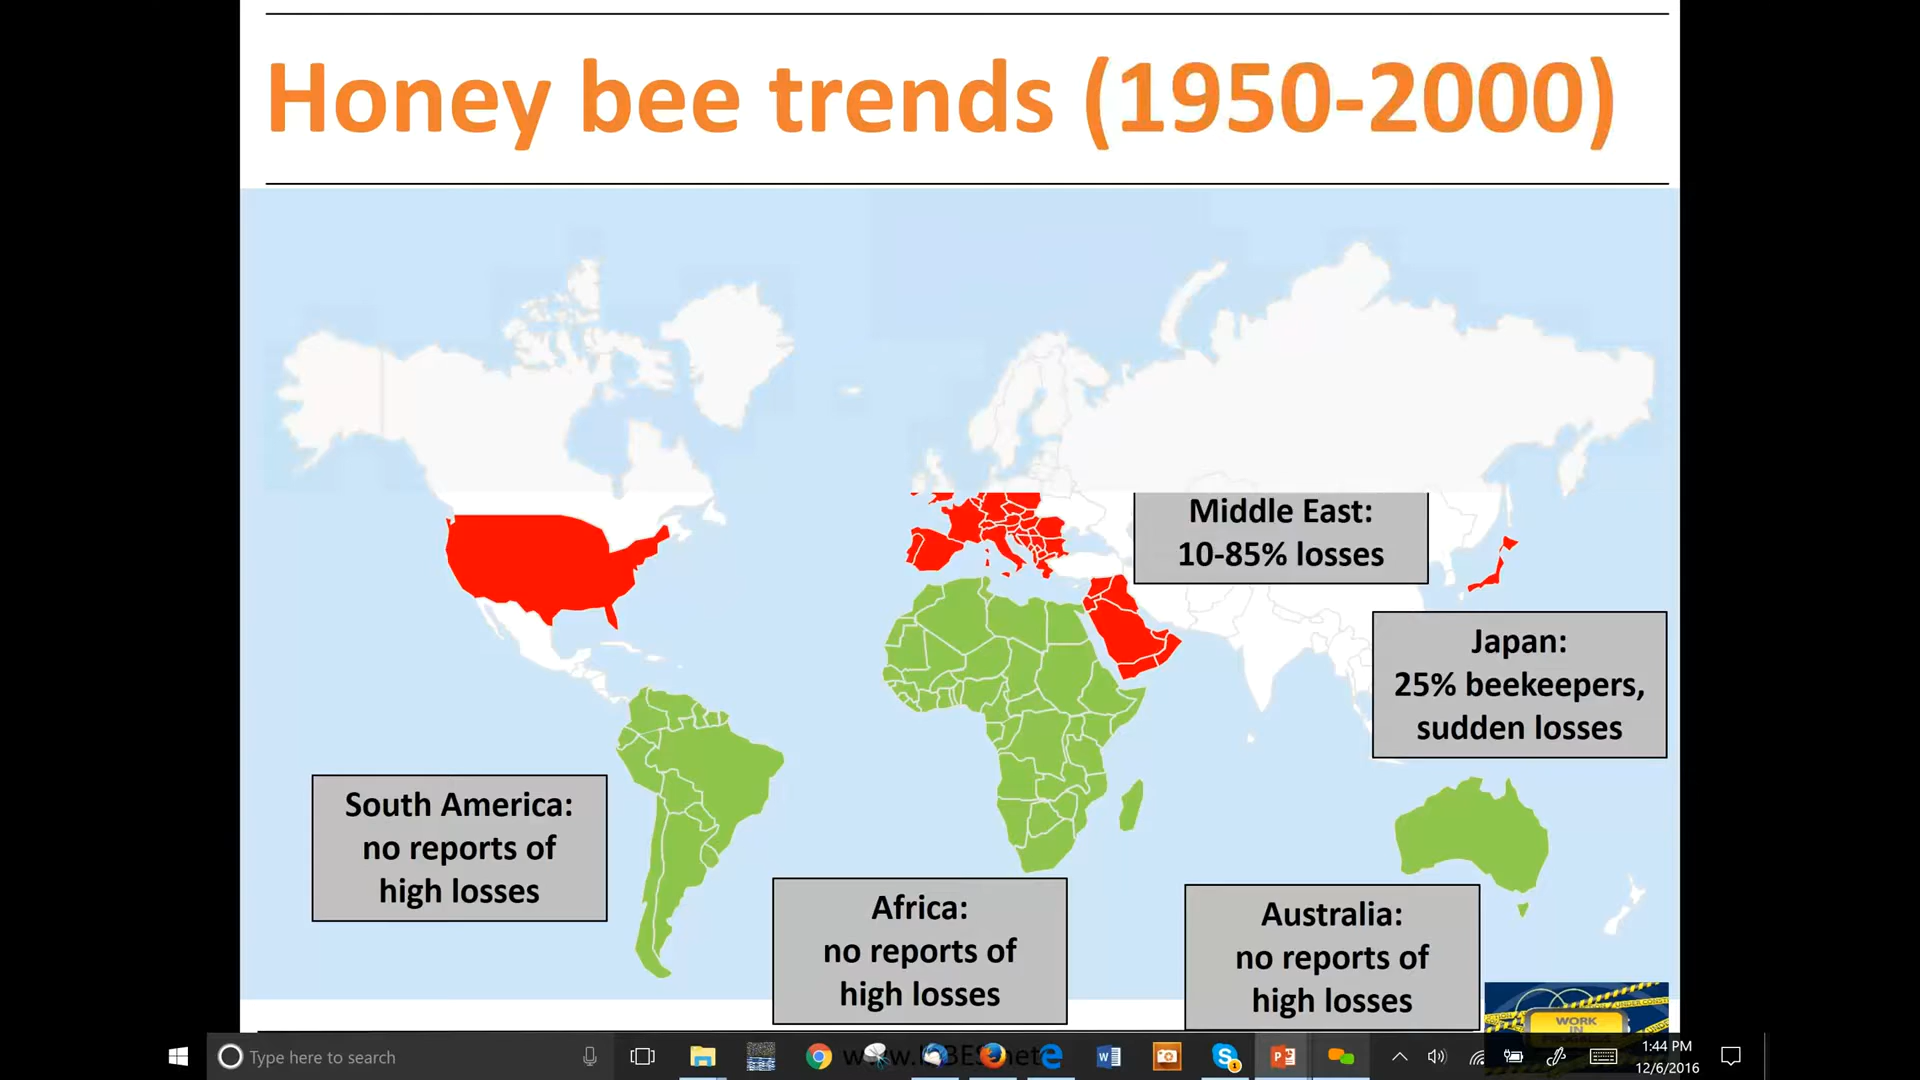 Honey bee trends (1950-2000)
Middle East:
10-85% losses
Japan:
25% beekeepers,
sudden losses
South America:
no reports of
high losses
Africa:
no reports of
high losses
Australia:
no reports of
high losses
WORK
IN
Type here to search
1:44 PM
12/6/2016